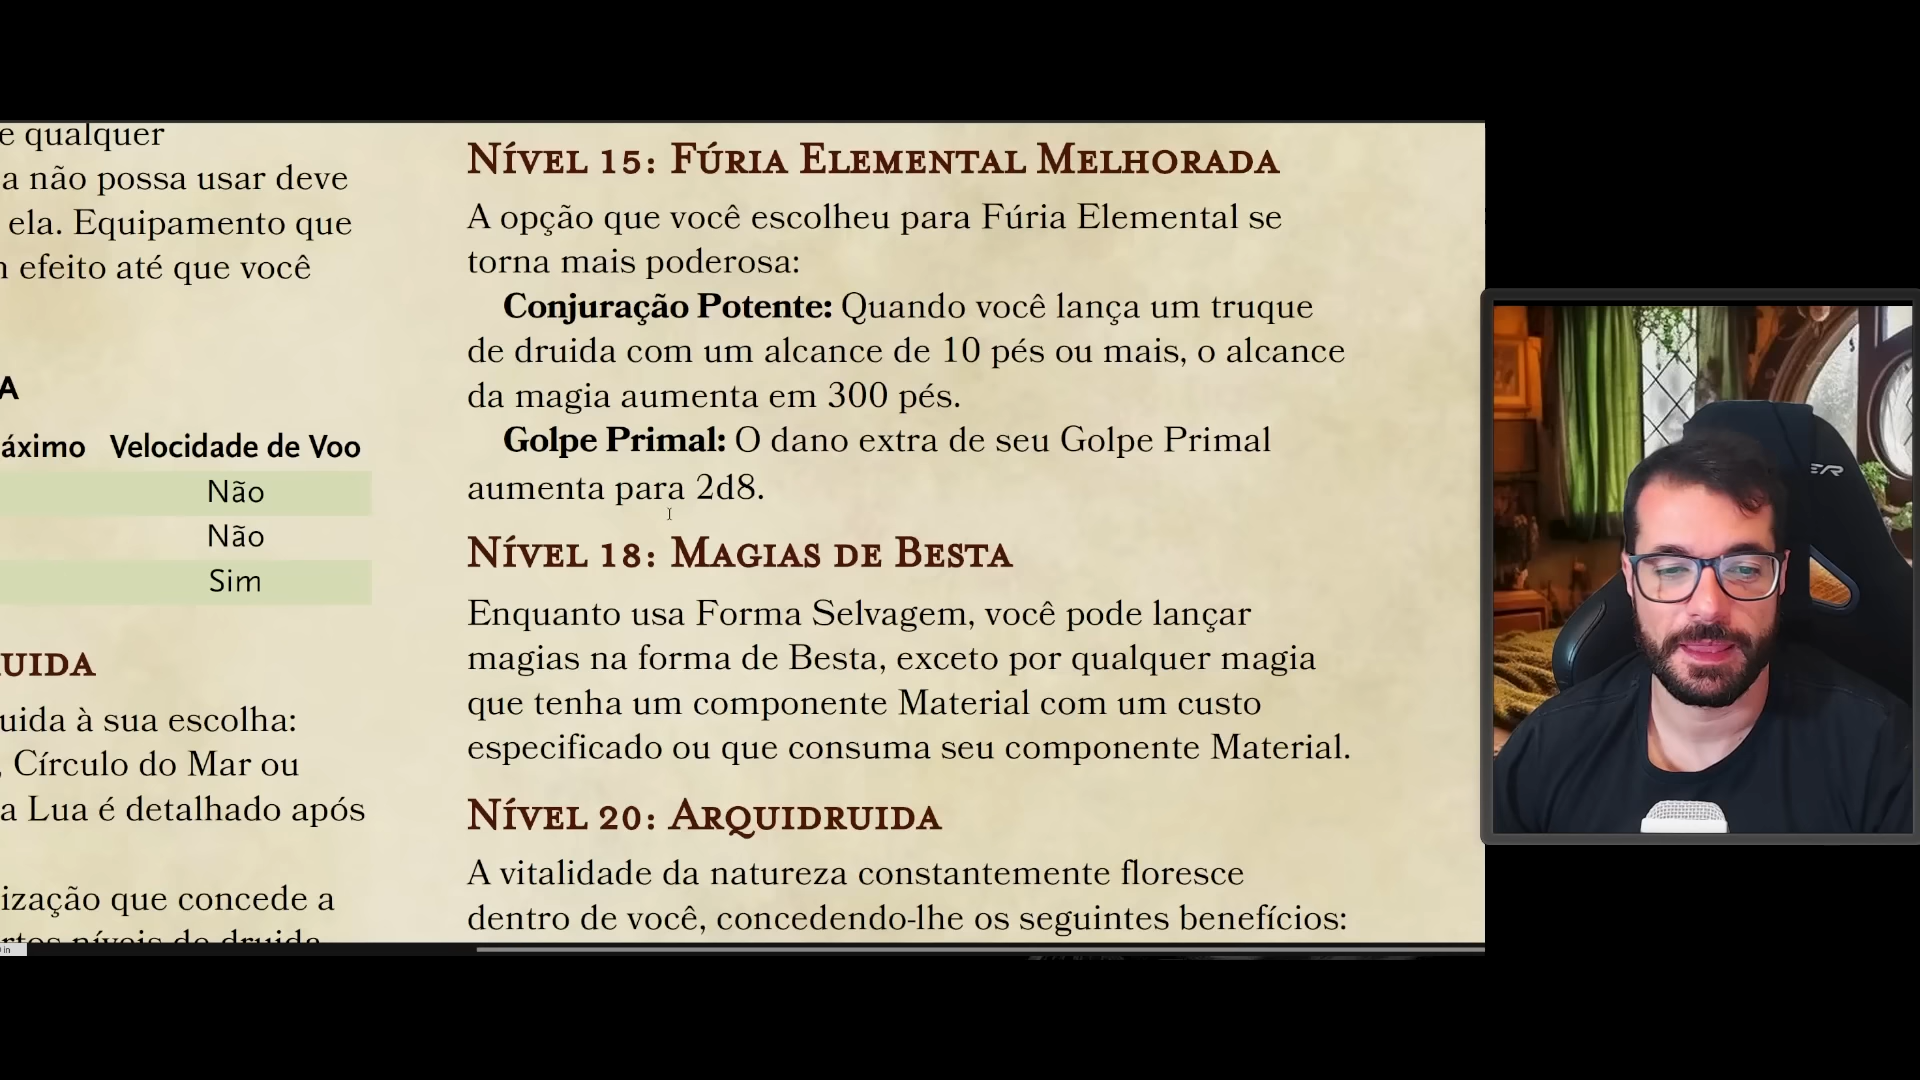 e qualquer
a não possa usar deve
ela. Equipamento que
efeito até que você
A
áximo Velocidade de Voo
Não
Não
Sim
UIDA
uida à sua escolha:
, Círculo do Mar ou
a Lua é detalhado após
ização que concede a
rtos níveis de druida
NÍVEL 15: FÚRIA ELEMENTAL MELHORADA
A opção que você escolheu para Fúria Elemental se
torna mais poderosa:
Conjuração Potente: Quando você lança um truque
de druida com um alcance de 10 pés ou mais, o alcance
da magia aumenta em 300 pés.
Golpe Primal: O dano extra de seu Golpe Primal
aumenta para 2d8.
NÍVEL 18: MAGIAS DE BESTA
Enquanto usa Forma Selvagem, você pode lançar
magias na forma de Besta, exceto por qualquer magia
que tenha um componente Material com um custo
especificado ou que consuma seu componente Material.
NÍVEL 20: ARQUIDRUIDA
A vitalidade da natureza constantemente floresce
dentro de você, concedendo-lhe os seguintes benefícios:
ER